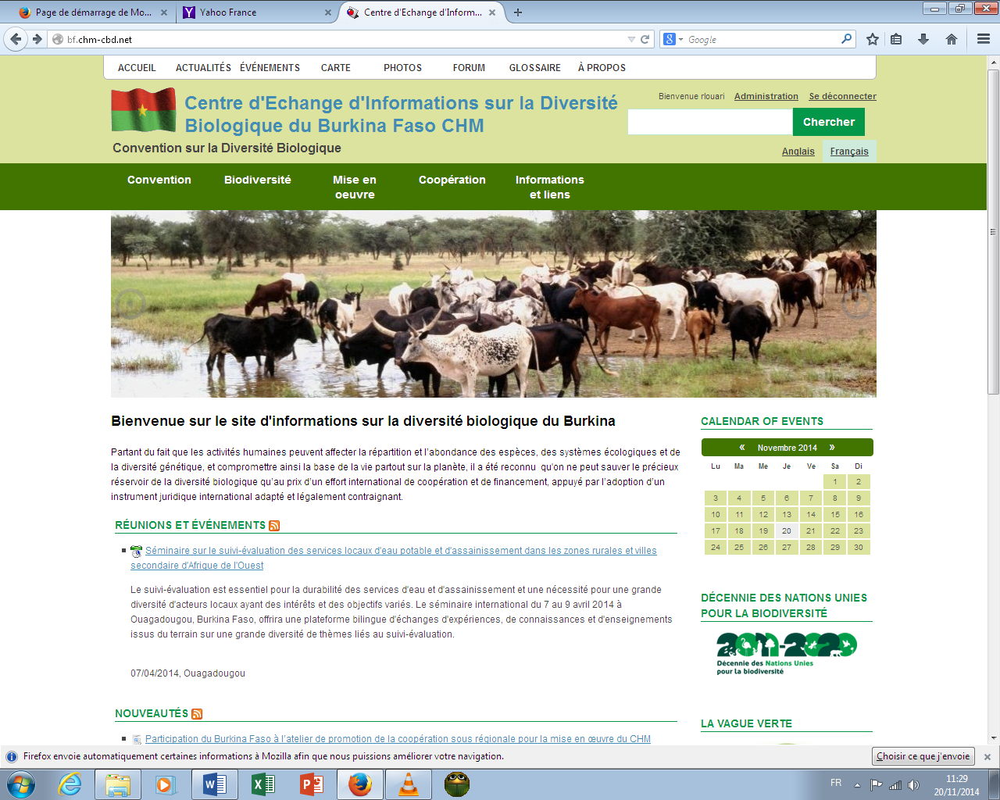 Page de démarrage de Mo...
Yahoo France
Centre d'Echange d'Inform...
bf.chm-cbd.net
Google
ACCUEIL ACTUALITÉS ÉVÉNEMENTS CARTE PHOTOS FORUM GLOSSAIRE À PROPOS
Centre d'Echange d'Informations sur la Diversité
Biologique du Burkina Faso CHM
Convention sur la Diversité Biologique
Bienvenue rlouari Administration Se déconnecter
Chercher
Anglais Français
Convention Biodiversité Mise en oeuvre Coopération Informations et liens
Bienvenue sur le site d'informations sur la diversité biologique du Burkina
Partant du fait que les activités humaines peuvent affecter la répartition et l'abondance des espèces, des systèmes écologiques et de
la diversité génétique, et compromettre ainsi la base de la vie partout sur la planète, il a été reconnu qu'on ne peut sauver le précieux
réservoir de la diversité biologique qu'au prix d'un effort international de coopération et de financement, appuyé par l'adoption d'un
instrument juridique international adapté et légalement contraignant.
RÉUNIONS ET ÉVÉNEMENTS
Séminaire sur le suivi-évaluation des services locaux d'eau potable et d'assainissement dans les zones rurales et villes
secondaire d'Afrique de l'Ouest
Le suivi-évaluation est essentiel pour la durabilité des services d'eau et d'assainissement et une nécessité pour une grande
diversité d'acteurs locaux ayant des intérêts et des objectifs variés. Le séminaire international du 7 au 9 avril 2014 à
Ouagadougou, Burkina Faso, offrira une plateforme bilingue d'échanges d'expériences, de connaissances et d'enseignements
issus du terrain sur une grande diversité de thèmes liés au suivi-évaluation.
07/04/2014, Ouagadougou
NOUVEAUTÉS
Participation du Burkina Faso à l'atelier de promotion de la coopération sous régionale pour la mise en œuvre du CHM
CALENDAR OF EVENTS
« Novembre 2014 »
Lu Ma Me Je Ve Sa Di
1 2
3 4 5 6 7 8 9
10 11 12 13 14 15 16
17 18 19 20 21 22 23
24 25 26 27 28 29 30
DÉCENNIE DES NATIONS UNIES
POUR LA BIODIVERSITÉ
2011-2020
Décennie des Nations Unies
pour la biodiversité
LA VAGUE VERTE
Firefox envoie automatiquement certaines informations à Mozilla afin que nous puissions améliorer votre navigation.
Choisir ce que j'envoie
FR
11:29
20/11/2014